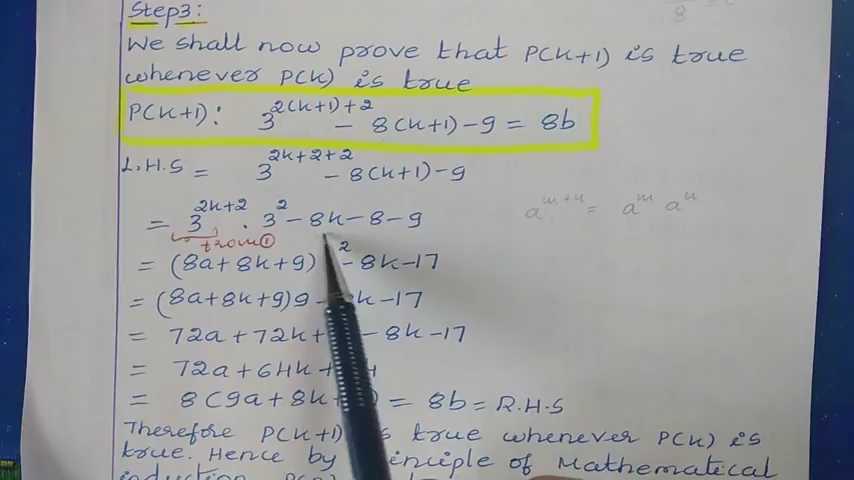 Step3:
We shall now prove that P(k+1) is true
whenever P(k) is true
P(k+1): 3^{2(k+1)+2} - 8(k+1) - 9 = 8b
L.H.S = 3^{2k+2+2} - 8(k+1) - 9
= 3^{2k+2} . 3^2 - 8k - 8 - 9
a^{m+n} = a^m a^n
from ①
= (8a+8k+9) ^2 - 8k - 17
= (8a+8k+9)9 - k - 17
= 72a + 72k + - 8k - 17
= 72a + 64k +
= 8(9a + 8k + ) = 8b = R.H.S
Therefore P(k+1) is true whenever P(k) is
true. Hence by of Mathematical
induction